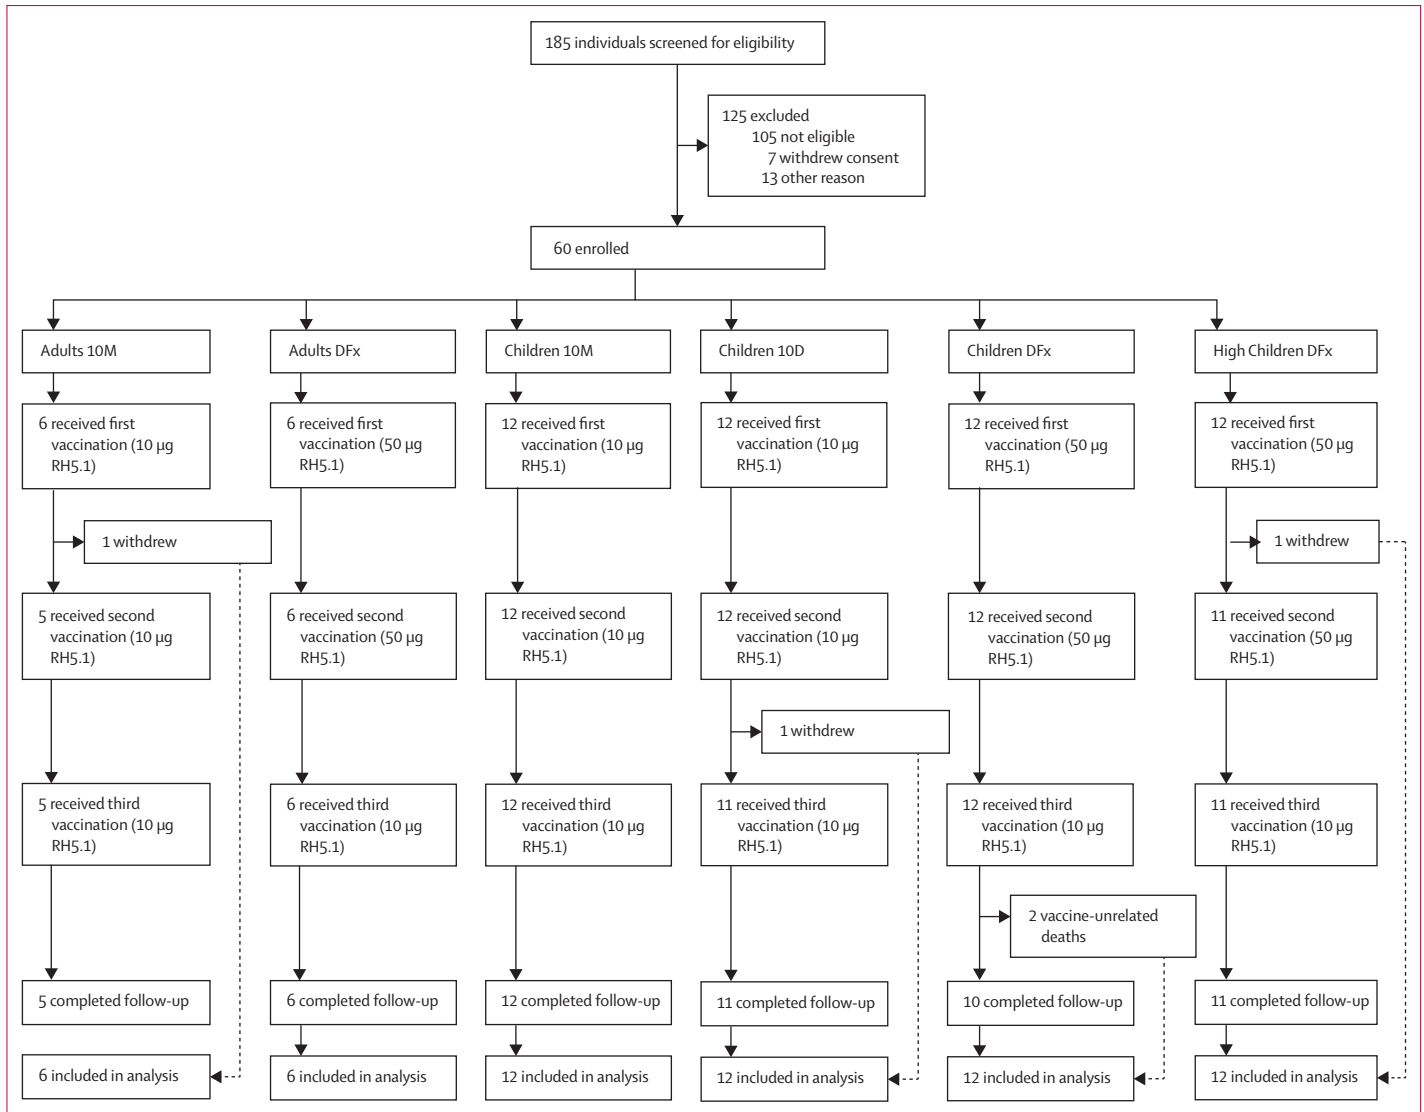 185 individuals screened for eligibility
125 excluded
105 not eligible
7 withdrew consent
13 other reason
60 enrolled
Adults 10M
Adults DFx
Children 10M
Children 10D
Children DFx
High Children DFx
6 received first
vaccination (10 µg
RH5.1)
6 received first
vaccination (50 µg
RH5.1)
12 received first
vaccination (10 µg
RH5.1)
12 received first
vaccination (10 µg
RH5.1)
12 received first
vaccination (50 µg
RH5.1)
12 received first
vaccination (50 µg
RH5.1)
1 withdrew
1 withdrew
5 received second
vaccination (10 µg
RH5.1)
6 received second
vaccination (50 µg
RH5.1)
12 received second
vaccination (10 µg
RH5.1)
12 received second
vaccination (10 µg
RH5.1)
12 received second
vaccination (50 µg
RH5.1)
11 received second
vaccination (50 µg
RH5.1)
1 withdrew
5 received third
vaccination (10 µg
RH5.1)
6 received third
vaccination (10 µg
RH5.1)
12 received third
vaccination (10 µg
RH5.1)
11 received third
vaccination (10 µg
RH5.1)
12 received third
vaccination (10 µg
RH5.1)
11 received third
vaccination (10 µg
RH5.1)
2 vaccine-unrelated
deaths
5 completed follow-up
6 completed follow-up
12 completed follow-up
11 completed follow-up
10 completed follow-up
11 completed follow-up
6 included in analysis
6 included in analysis
12 included in analysis
12 included in analysis
12 included in analysis
12 included in analysis